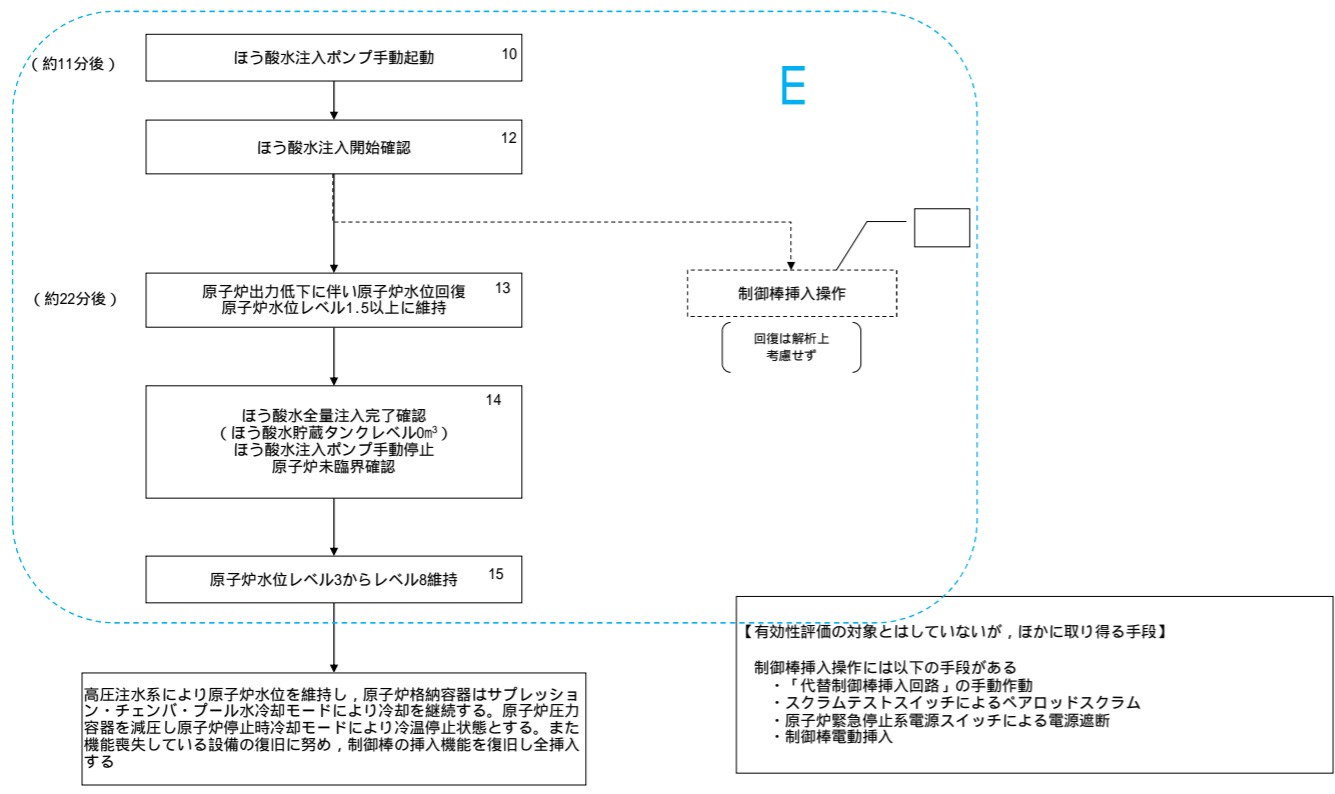 (約11分後)
ほう酸水注入ポンプ手動起動
10
E
ほう酸水注入開始確認
12
(約22分後)
原子炉出力低下に伴い原子炉水位回復
原子炉水位レベル1.5以上に維持
13
制御棒挿入操作
回復は解析上
考慮せず
14
ほう酸水全量注入完了確認
(ほう酸水貯蔵タンクレベル0m³)
ほう酸水注入ポンプ手動停止
原子炉未臨界確認
原子炉水位レベル3からレベル8維持
15
高圧注水系により原子炉水位を維持し,原子炉格納容器はサプレッショ
ン・チェンバ・プール水冷却モードにより冷却を継続する。原子炉圧力
容器を減圧し原子炉停止時冷却モードにより冷温停止状態とする。また
機能喪失している設備の復旧に努め,制御棒の挿入機能を復旧し全挿入
する
【有効性評価の対象とはしていないが,ほかに取り得る手段】
制御棒挿入操作には以下の手段がある
・「代替制御棒挿入回路」の手動作動
・スクラムテストスイッチによるペアロッドスクラム
・原子炉緊急停止系電源スイッチによる電源遮断
・制御棒電動挿入